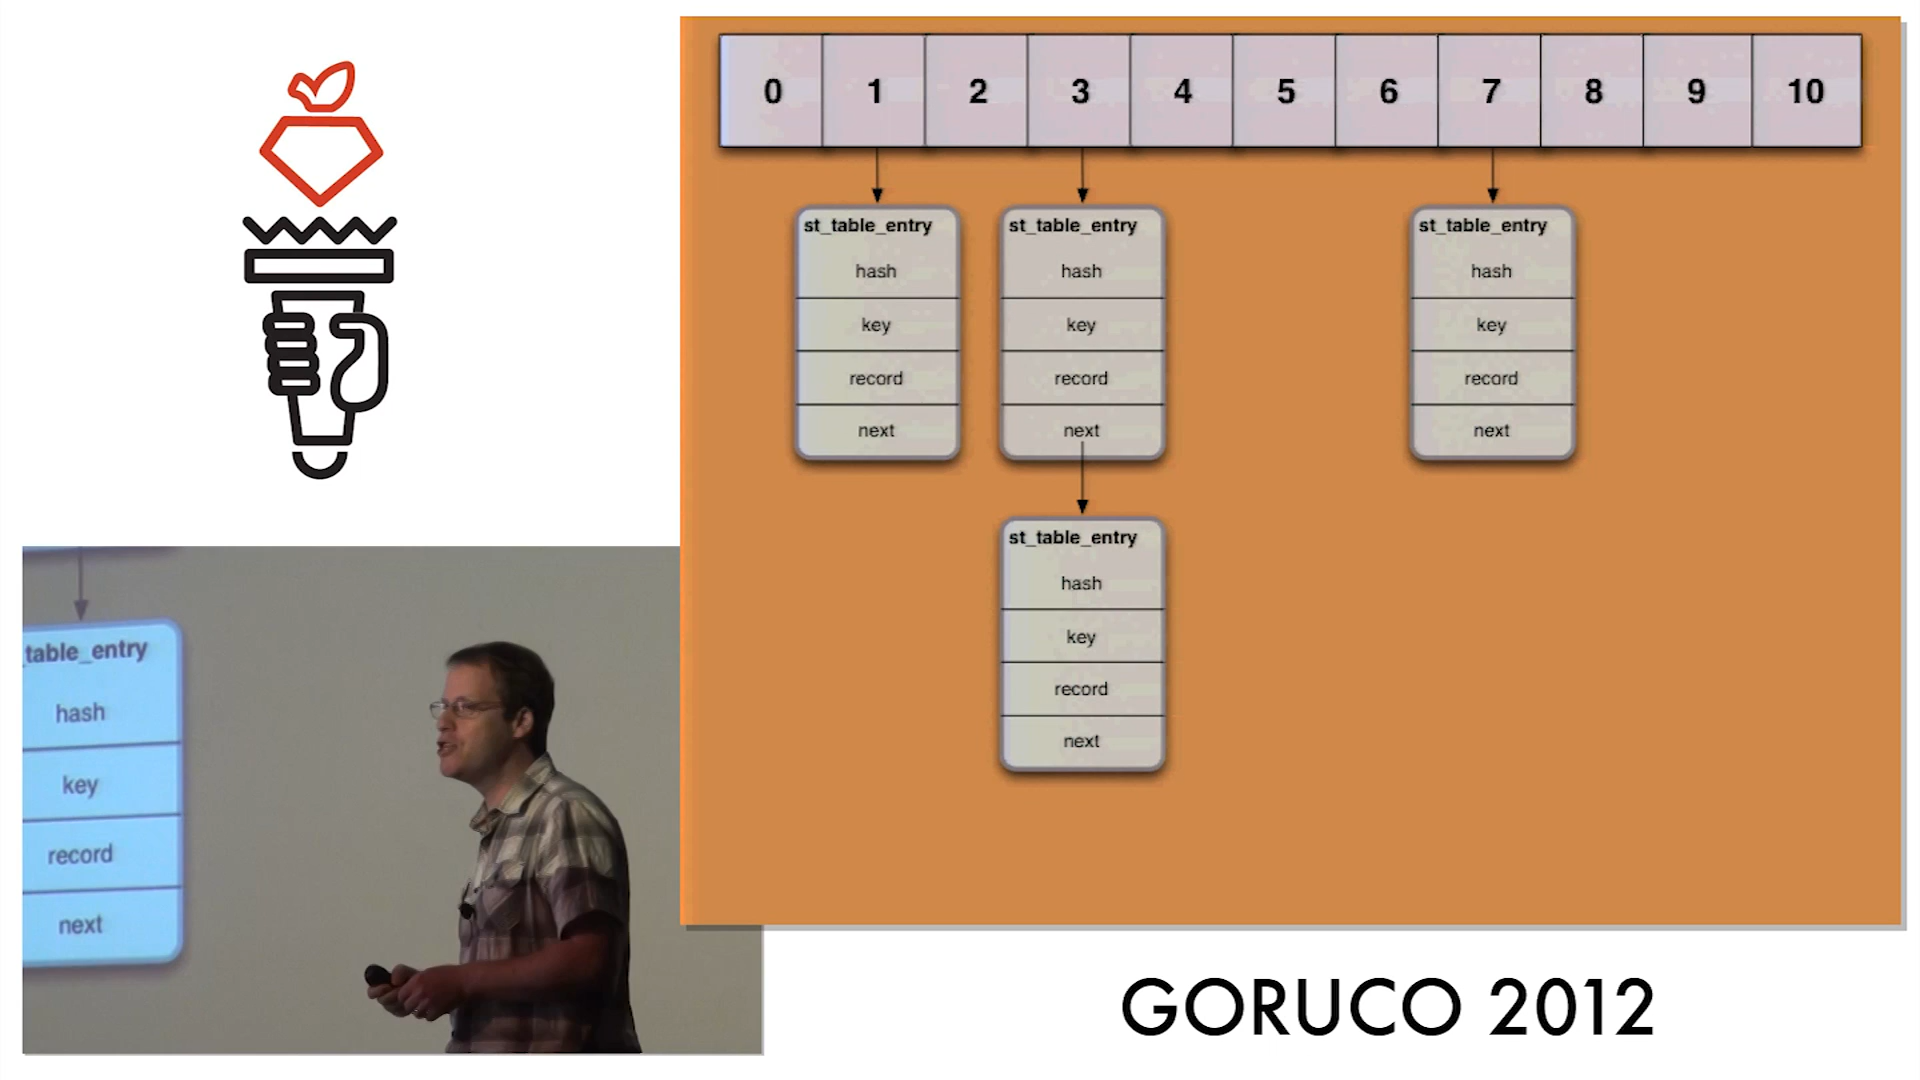 0 1 2 3 4 5 6 7 8 9 10
st_table_entry
hash
key
record
next
st_table_entry
hash
key
record
next
st_table_entry
hash
key
record
next
st_table_entry
hash
key
record
next
_table_entry
hash
key
record
next
GORUCO 2012